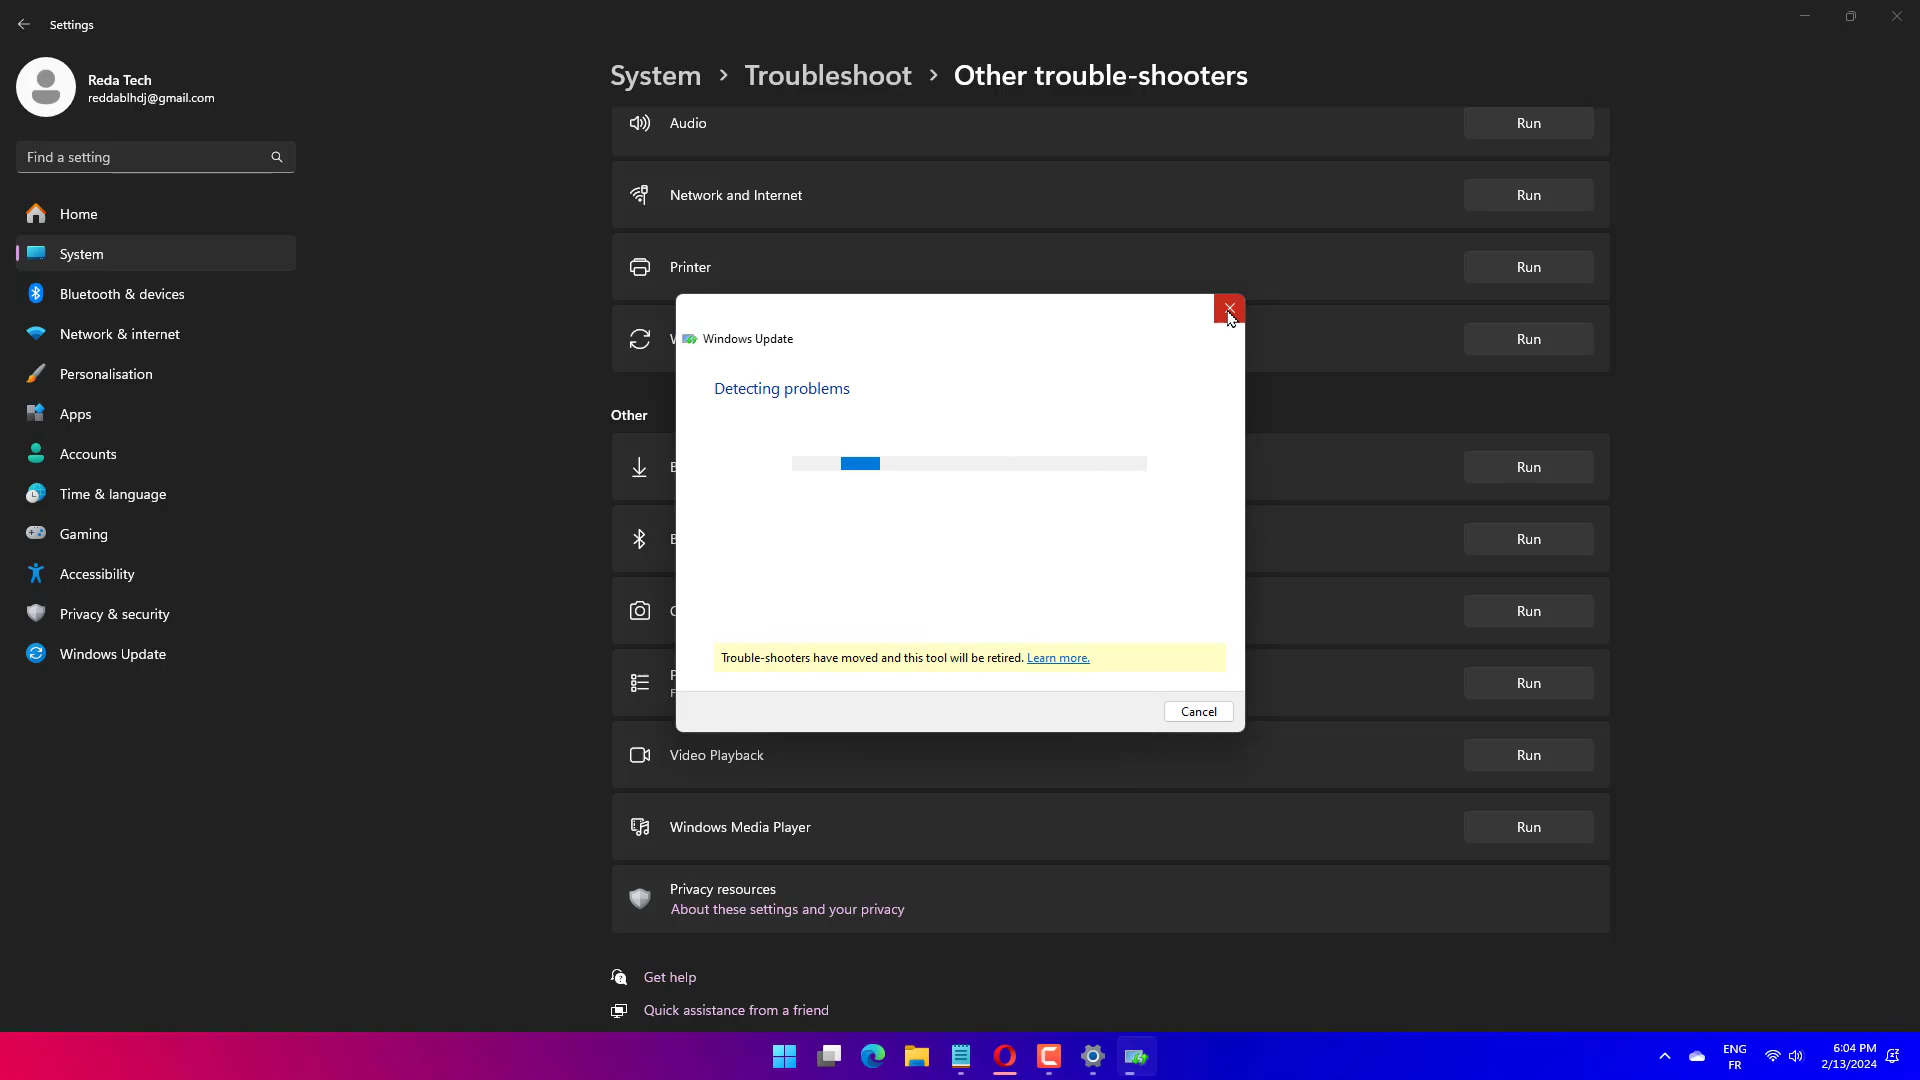 Settings
Reda Tech
reddablhdj@gmail.com
Find a setting
Home
System
Bluetooth & devices
Network & internet
Personalisation
Apps
Accounts
Time & language
Gaming
Accessibility
Privacy & security
Windows Update
System > Troubleshoot > Other trouble-shooters
Audio Run
Network and Internet Run
Printer Run
Run
Other
Run
Run
Run
Run
Video Playback Run
Windows Media Player Run
Privacy resources
About these settings and your privacy
Get help
Quick assistance from a friend
Windows Update
Detecting problems
Trouble-shooters have moved and this tool will be retired. Learn more.
Cancel
ENG
FR
6:04 PM
2/13/2024